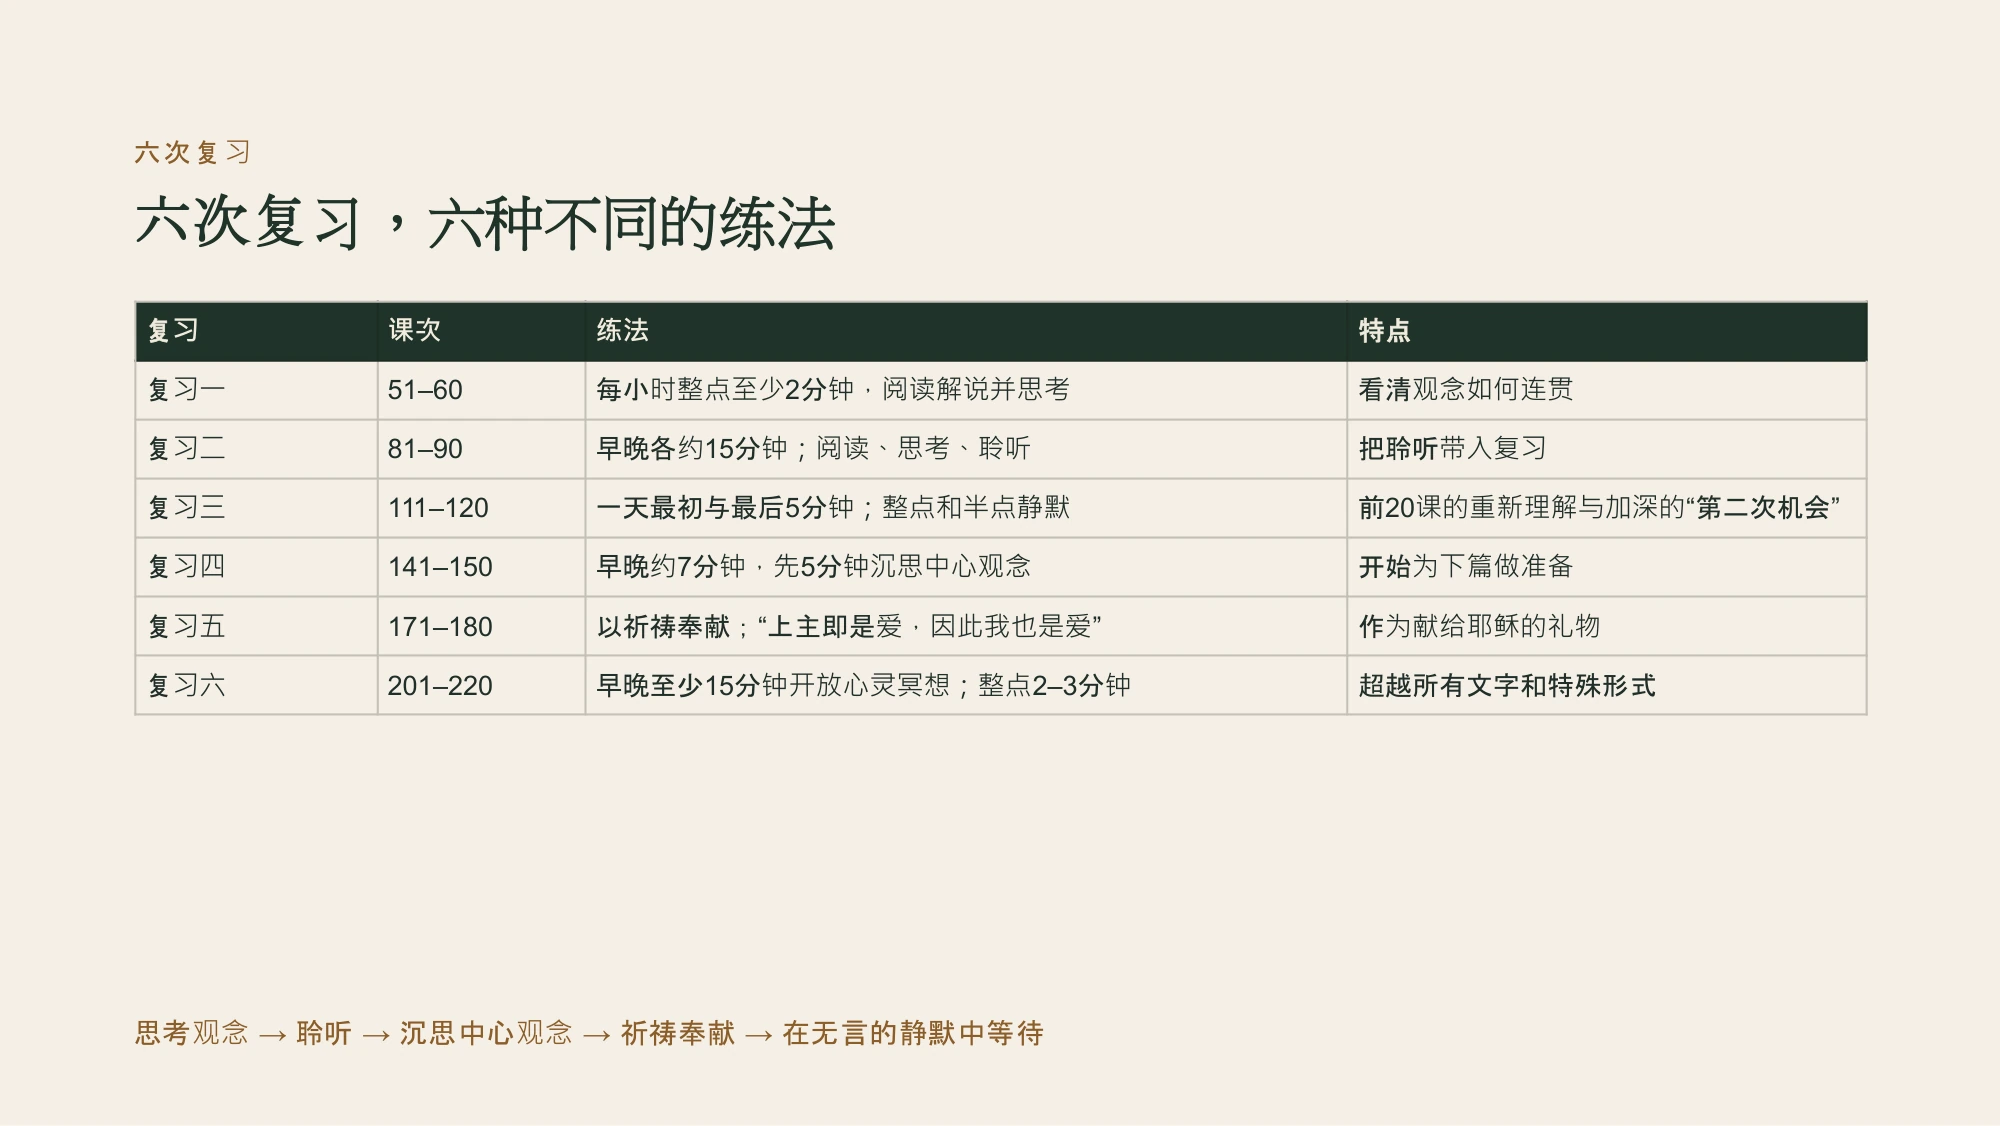 六次复习
六次复习，六种不同的练法
复习 课次 练法 特点
复习一 51–60 每小时整点至少2分钟，阅读解说并思考 看清观念如何连贯
复习二 81–90 早晚各约15分钟；阅读、思考、聆听 把聆听带入复习
复习三 111–120 一天最初与最后5分钟；整点和半点静默 前20课的重新理解与加深的“第二次机会”
复习四 141–150 早晚约7分钟，先5分钟沉思中心观念 开始为下篇做准备
复习五 171–180 以祈祷奉献；“上主即是爱，因此我也是爱” 作为献给耶稣的礼物
复习六 201–220 早晚至少15分钟开放心灵冥想；整点2–3分钟 超越所有文字和特殊形式
思考观念 → 聆听 → 沉思中心观念 → 祈祷奉献 → 在无言的静默中等待